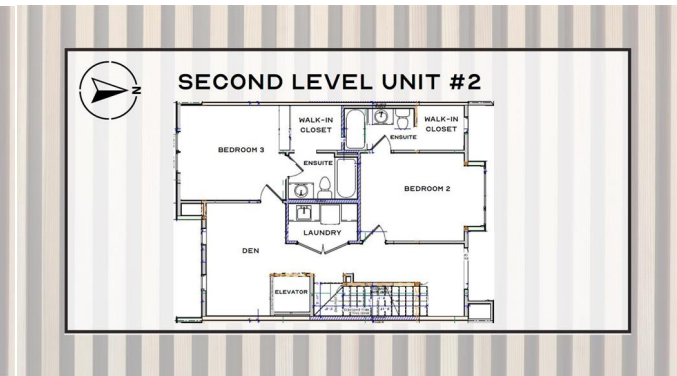 N
SECOND LEVEL UNIT #2
WALK-IN
CLOSET
ENSUITE
WALK-IN
CLOSET
BEDROOM 3
ENSUITE
BEDROOM 2
LAUNDRY
DEN
ELEVATOR